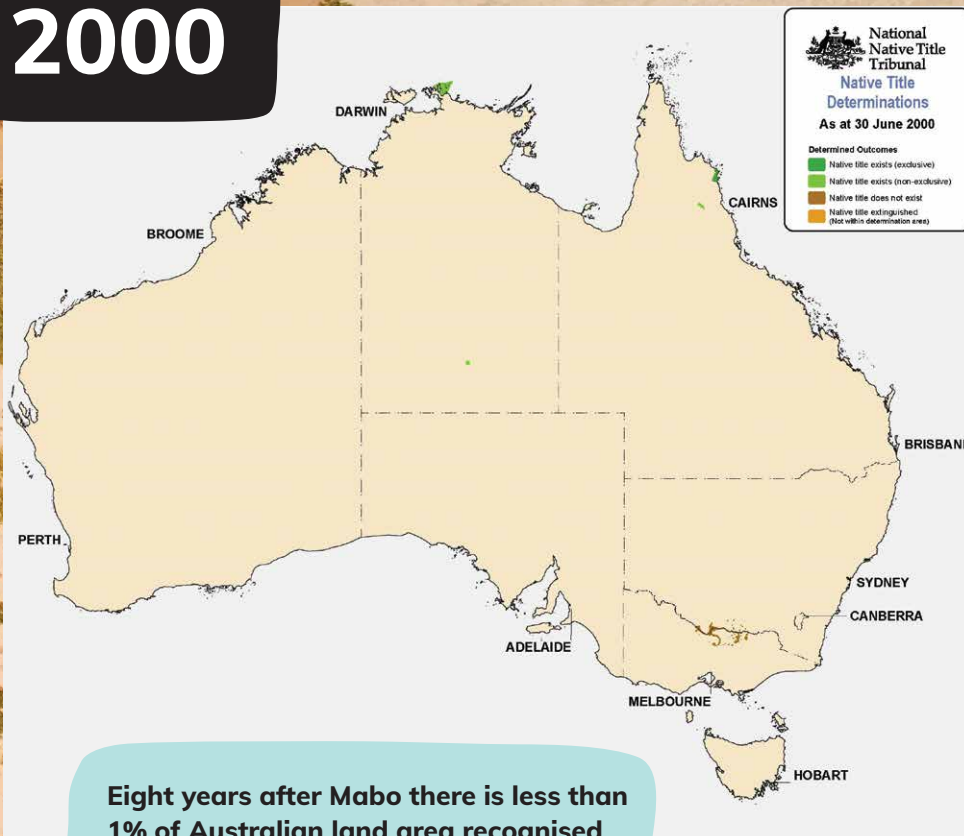 2000
National
Native Title
Tribunal
Native Title
Determinations
As at 30 June 2000
Determined Outcomes
Native title exists (exclusive)
Native title exists (non-exclusive)
Native title does not exist
Native title extinguished
(Not within determination area)
DARWIN
CAIRNS
BROOME
BRISBAN
PERTH
SYDNEY
CANBERRA
ADELAIDE
MELBOURNE
HOBART
Eight years after Mabo there is less than
1% of Australian land area recognised